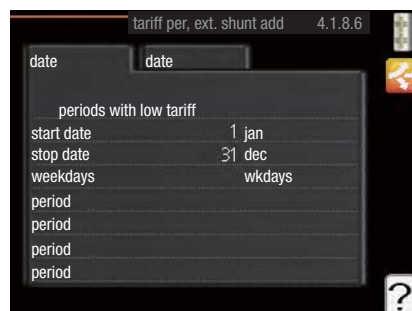 tariff per, ext. shunt add 4.1.8.6
date date
periods with low tariff
start date 1 jan
stop date 31 dec
weekdays wkdays
period
period
period
period
?